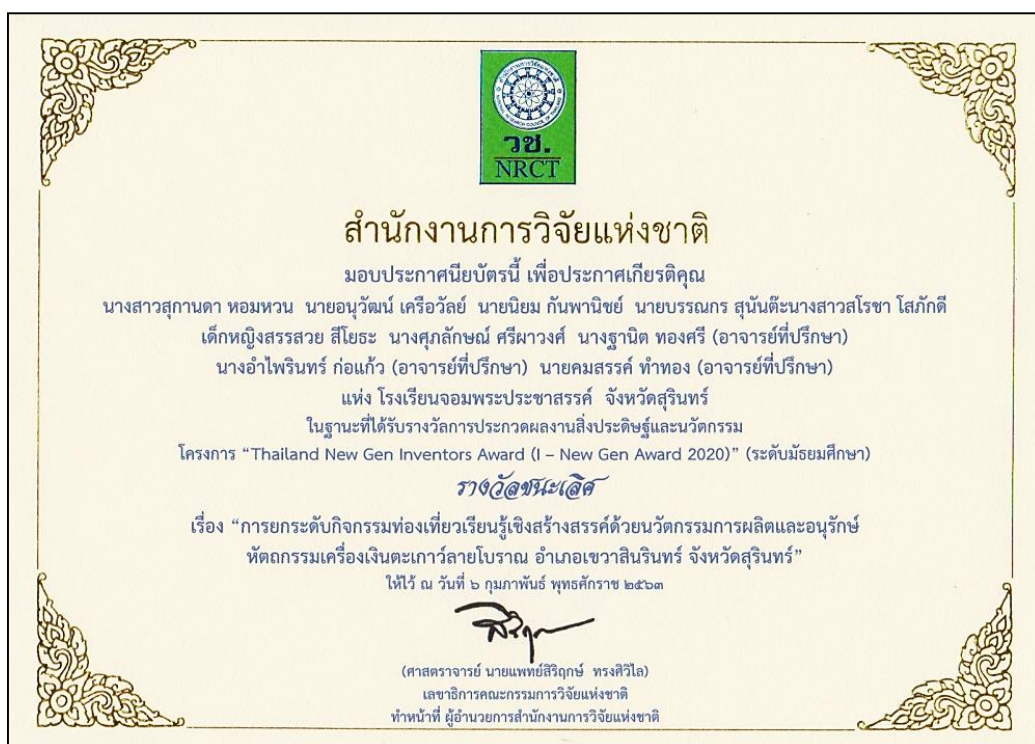 สำนักงานการวิจัยแห่งชาติ
NATIONAL RESEARCH COUNCIL OF THAILAND
วช.
NRCT
สำนักงานการวิจัยแห่งชาติ
มอบประกาศนียบัตรนี้ เพื่อประกาศเกียรติคุณ
นางสาวสุกานดา หอมหวน นายอนุวัฒน์ เครือวัลย์ นายนิยม กันพานิชย์ นายบรรณกร สุนันต๊ะนางสาวสโรชา โสภักดี
เด็กหญิงสรรสวย สีโยธะ นางศุภลักษณ์ ศรีผาวงศ์ นางฐานิต ทองศรี (อาจารย์ที่ปรึกษา)
นางอำไพรินทร์ ก่อแก้ว (อาจารย์ที่ปรึกษา) นายคมสรรค์ ทำทอง (อาจารย์ที่ปรึกษา)
แห่ง โรงเรียนจอมพระประชาสรรค์ จังหวัดสุรินทร์
ในฐานะที่ได้รับรางวัลการประกวดผลงานสิ่งประดิษฐ์และนวัตกรรม
โครงการ “Thailand New Gen Inventors Award (I – New Gen Award 2020)” (ระดับมัธยมศึกษา)
รางวัลชนะเลิศ
เรื่อง “การยกระดับกิจกรรมท่องเที่ยวเรียนรู้เชิงสร้างสรรค์ด้วยนวัตกรรมการผลิตและอนุรักษ์
หัตถกรรมเครื่องเงินตะเกาว์ลายโบราณ อำเภอเขวาสินรินทร์ จังหวัดสุรินทร์”
ให้ไว้ ณ วันที่ ๖ กุมภาพันธ์ พุทธศักราช ๒๕๖๓
(ศาสตราจารย์ นายแพทย์สิริฤกษ์ ทรงศิวิไล)
เลขาธิการคณะกรรมการวิจัยแห่งชาติ
ทำหน้าที่ ผู้อำนวยการสำนักงานการวิจัยแห่งชาติ